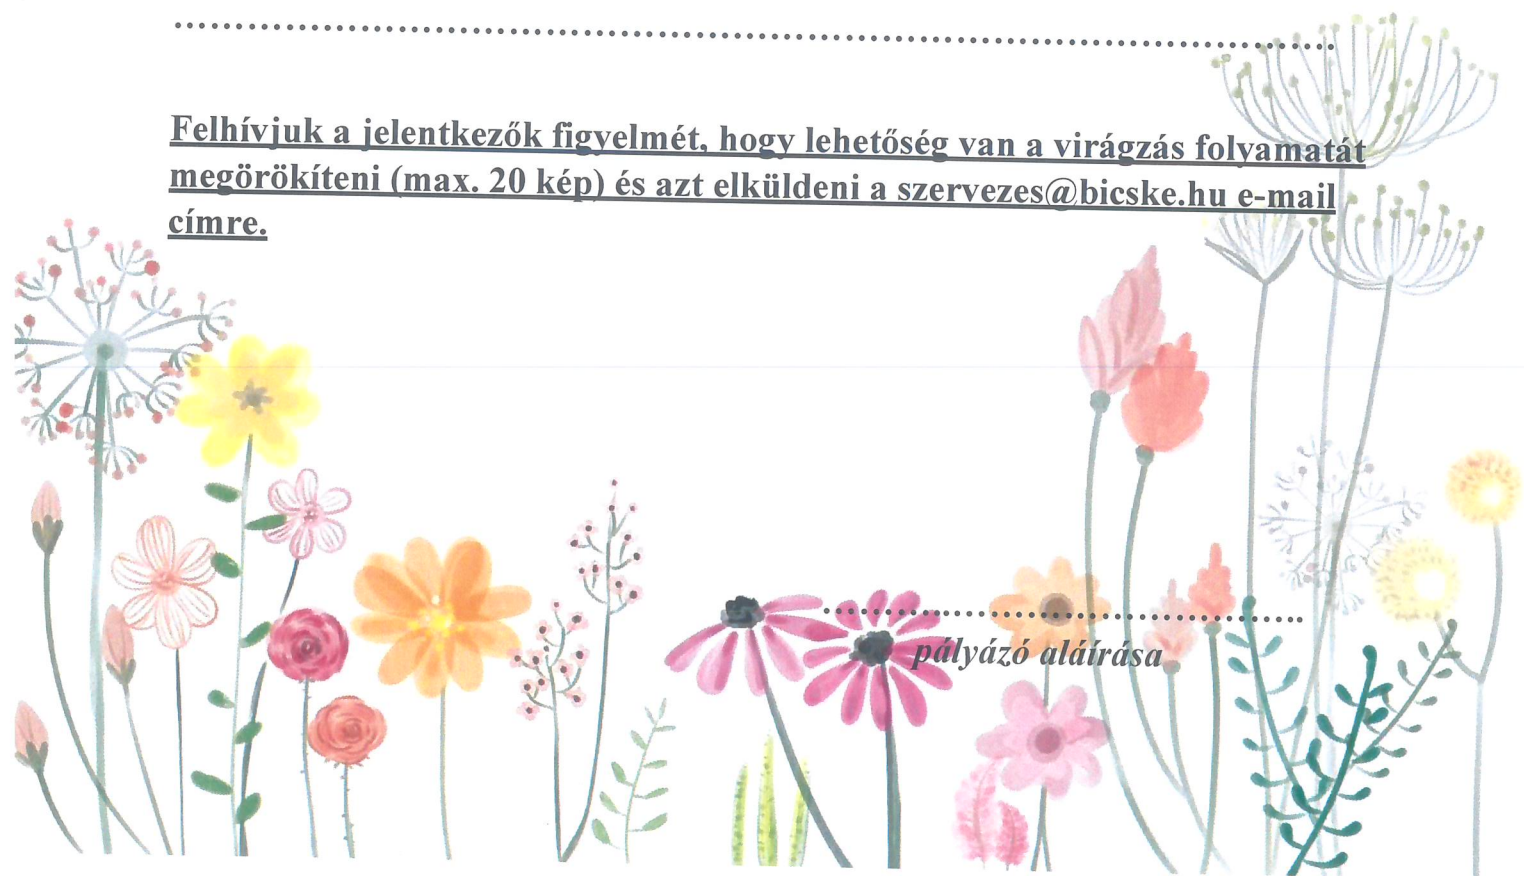 Felhívjuk a jelentkezők figyelmét, hogy lehetőség van a virágzás folyamatát
megörökíteni (max. 20 kép) és azt elküldeni a szervezes@bicske.hu e-mail
címre.
pályázó aláírása